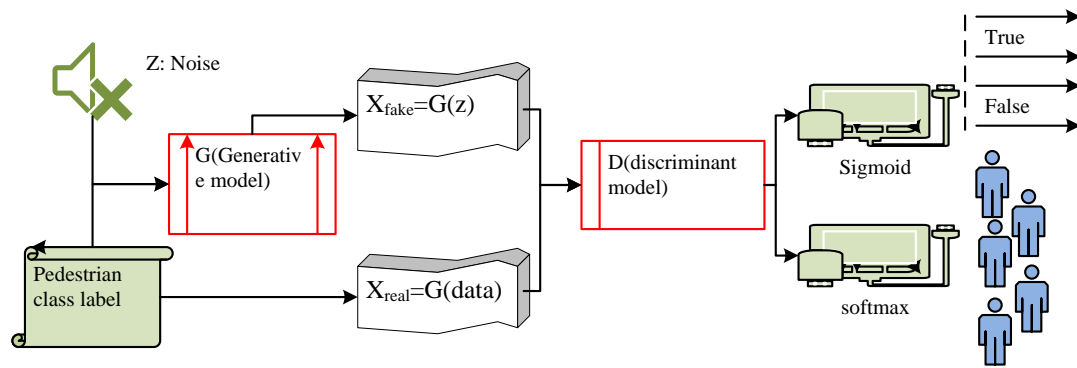 Z: Noise
G(Generativ
e model)
Pedestrian
class label
Xfake=G(z)
Xreal=G(data)
D(discriminant
model)
Sigmoid
softmax
True
False